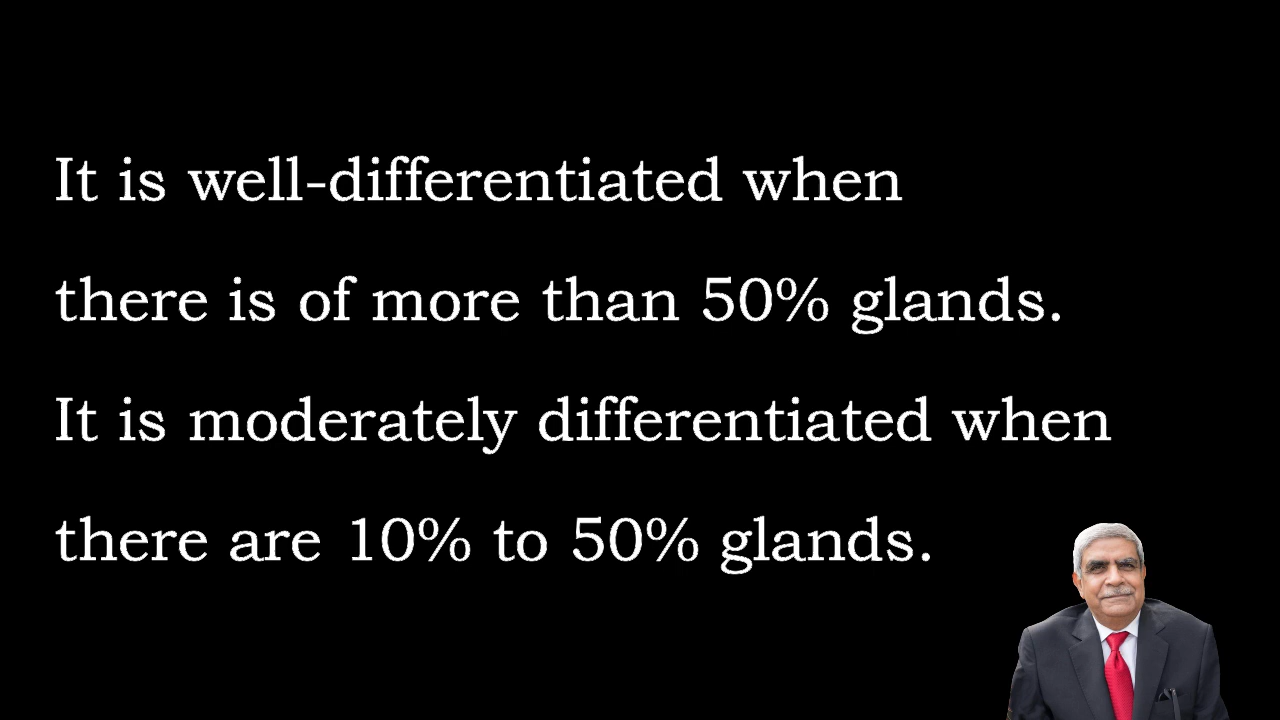 It is well-differentiated when
there is of more than 50% glands.
It is moderately differentiated when
there are 10% to 50% glands.